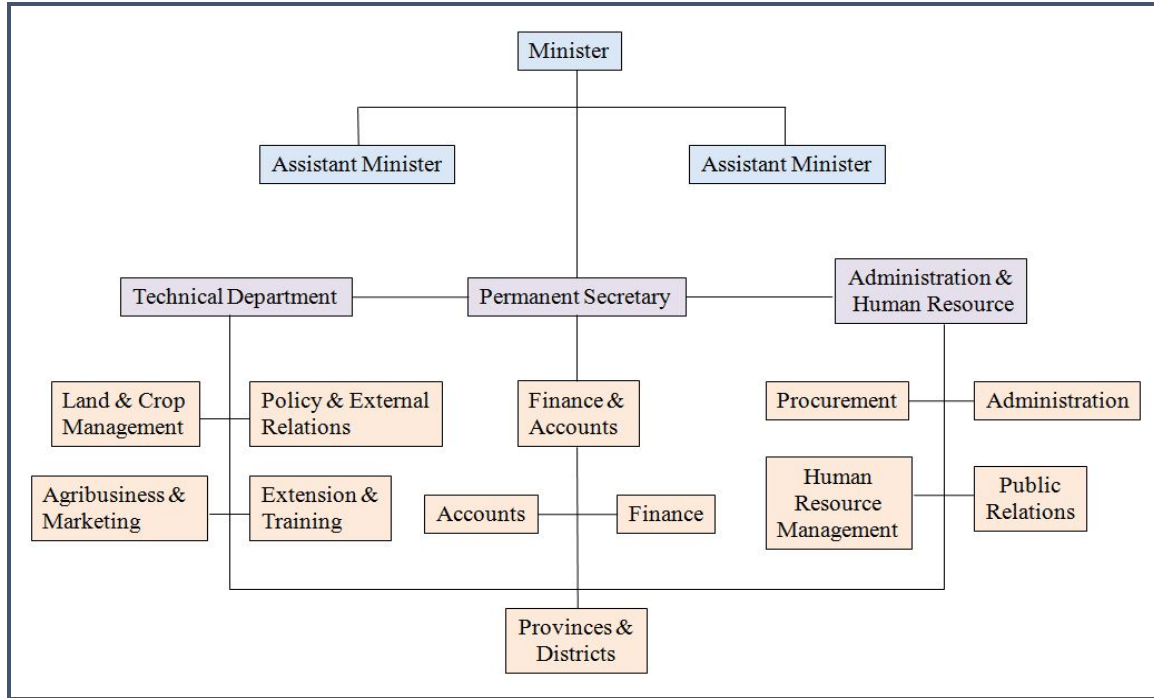 Minister
Assistant Minister
Assistant Minister
Technical Department
Permanent Secretary
Administration &
Human Resource
Land & Crop
Management
Policy & External
Relations
Finance &
Accounts
Procurement
Administration
Agribusiness &
Marketing
Extension &
Training
Accounts
Finance
Human
Resource
Management
Public
Relations
Provinces &
Districts